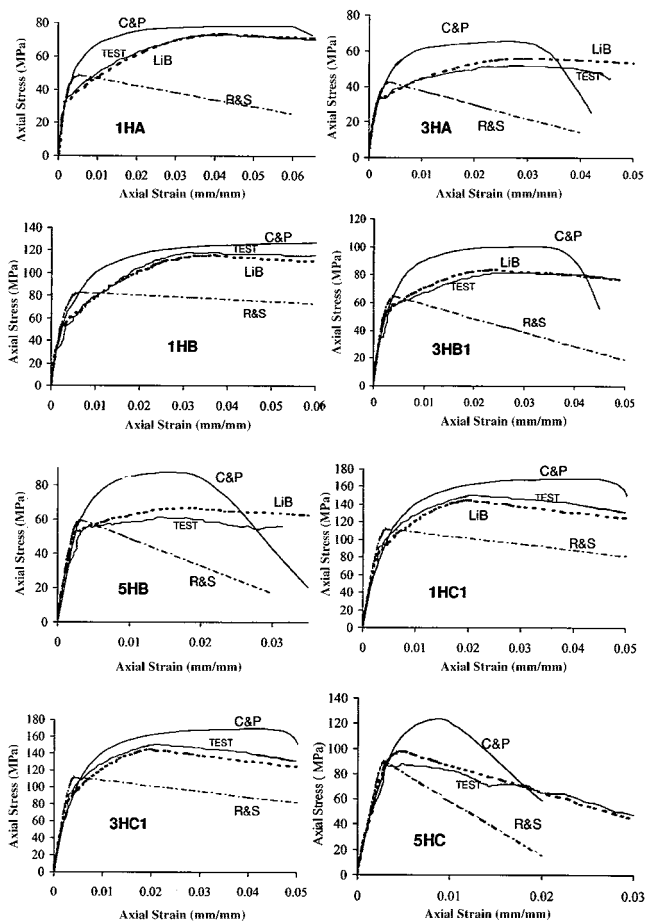 80
60
40
20
0
Axial Stress (MPa)
C&P
TEST
LiB
R&S
1HA
0 0.01 0.02 0.03 0.04 0.05 0.06
Axial Strain (mm/mm)
80
60
40
20
0
Axial Stress (MPa)
C&P
LiB
TEST
R&S
3HA
0 0.01 0.02 0.03 0.04 0.05
Axial Strain (mm/mm)
140
120
100
80
60
40
20
0
Axial Stress (MPa)
C&P
TEST
LiB
R&S
1HB
0 0.01 0.02 0.03 0.04 0.05 0.06
Axial Strain (mm/mm)
120
100
80
60
40
20
0
Axial Stress (MPa)
C&P
LiB
TEST
R&S
3HB1
0 0.01 0.02 0.03 0.04 0.05
Axial Strain (mm/mm)
80
60
40
20
0
Axial Stress (MPa)
C&P
LiB
TEST
R&S
5HB
0 0.01 0.02 0.03
Axial Strain (mm/mm)
180
160
140
120
100
80
60
40
20
0
Axial Stress (MPa)
C&P
TEST
LiB
R&S
1HC1
0 0.01 0.02 0.03 0.04 0.05
Axial Strain (mm/mm)
180
160
140
120
100
80
60
40
20
0
Axial Stress (MPa)
C&P
TEST
R&S
3HC1
0 0.01 0.02 0.03 0.04 0.05
Axial Strain (mm/mm)
140
120
100
80
60
40
20
0
Axial Stress ( MPa)
C&P
TEST
R&S
5HC
0 0.01 0.02 0.03
Axial Strain (mm/mm)